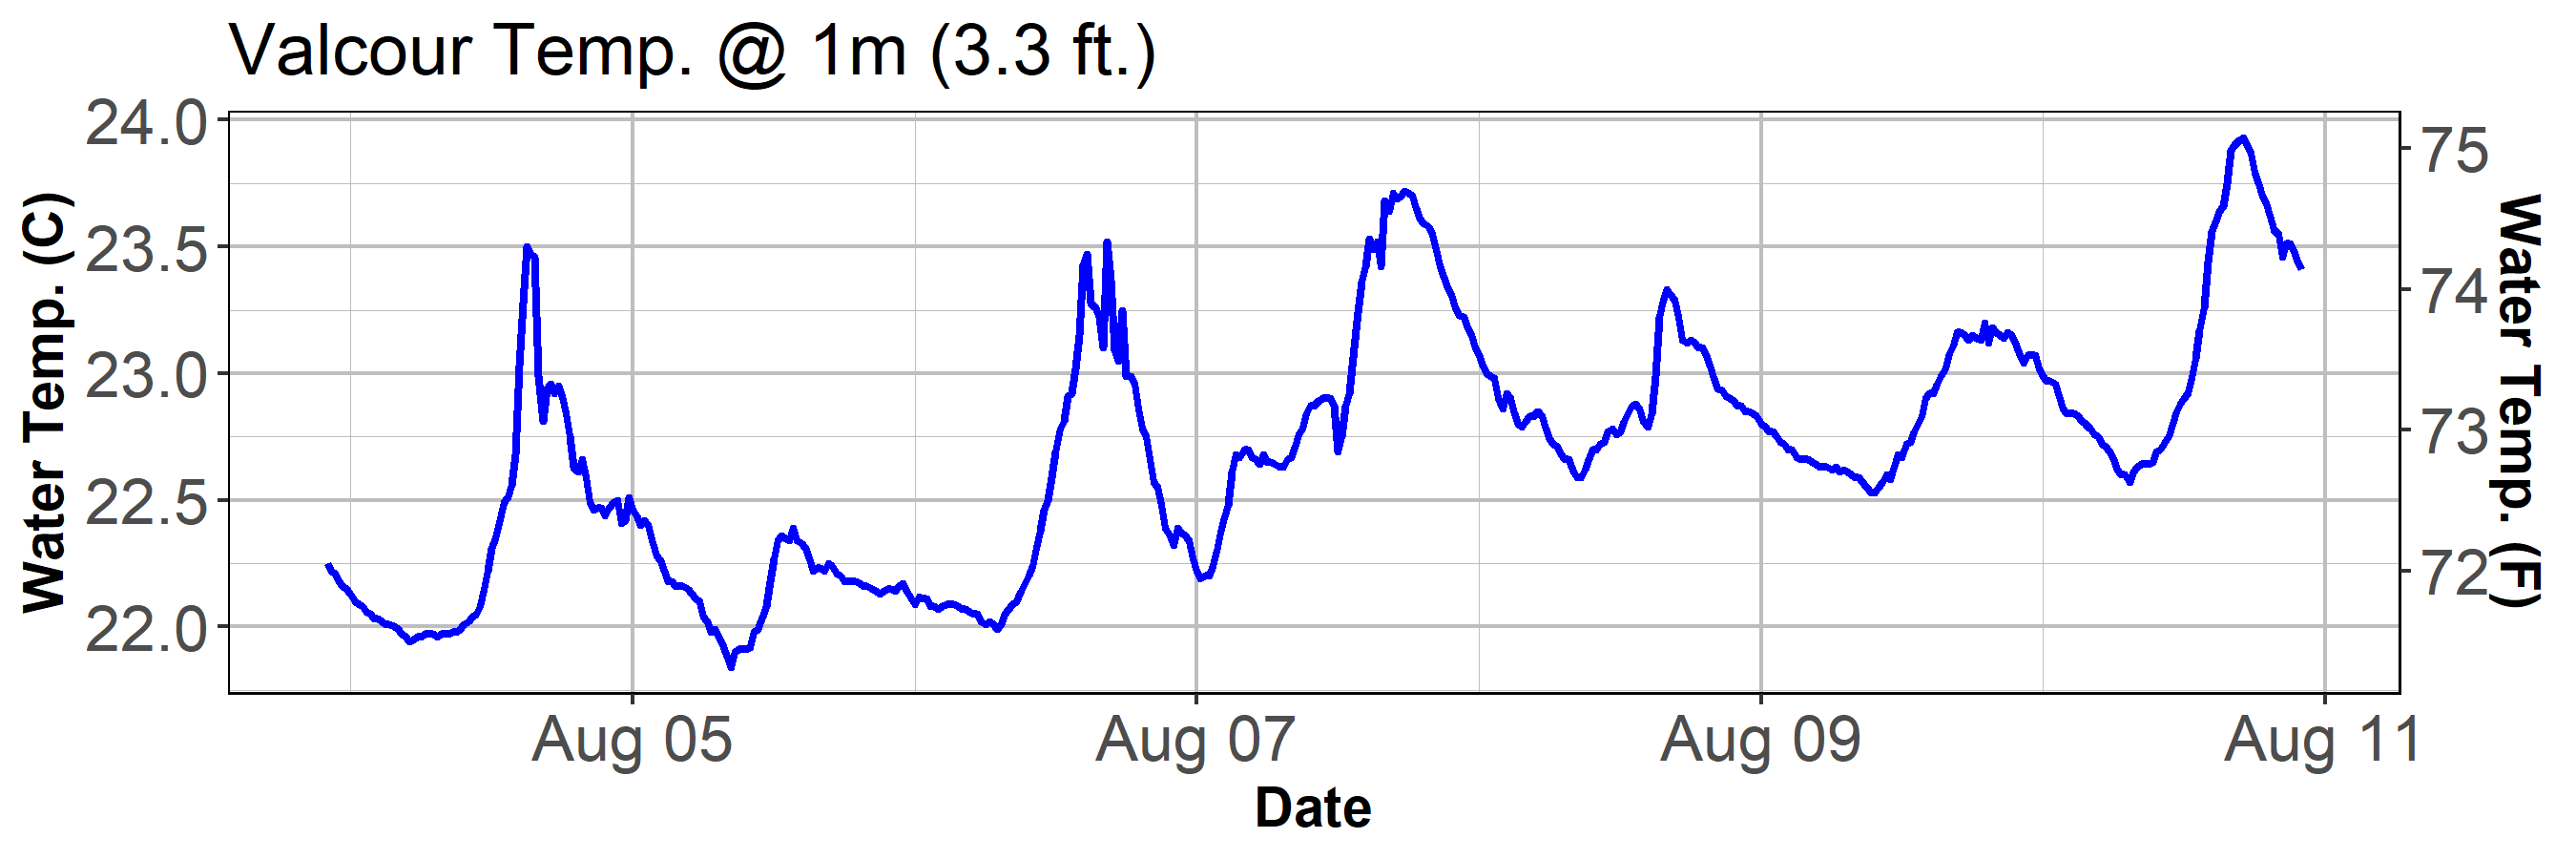 Valcour Temp. @ 1m (3.3 ft.)
Water Temp. (C)
24.0
23.5
23.0
22.5
22.0
75
74
73
72
Water Temp. (F)
Aug 05 Aug 07 Aug 09 Aug 11
Date